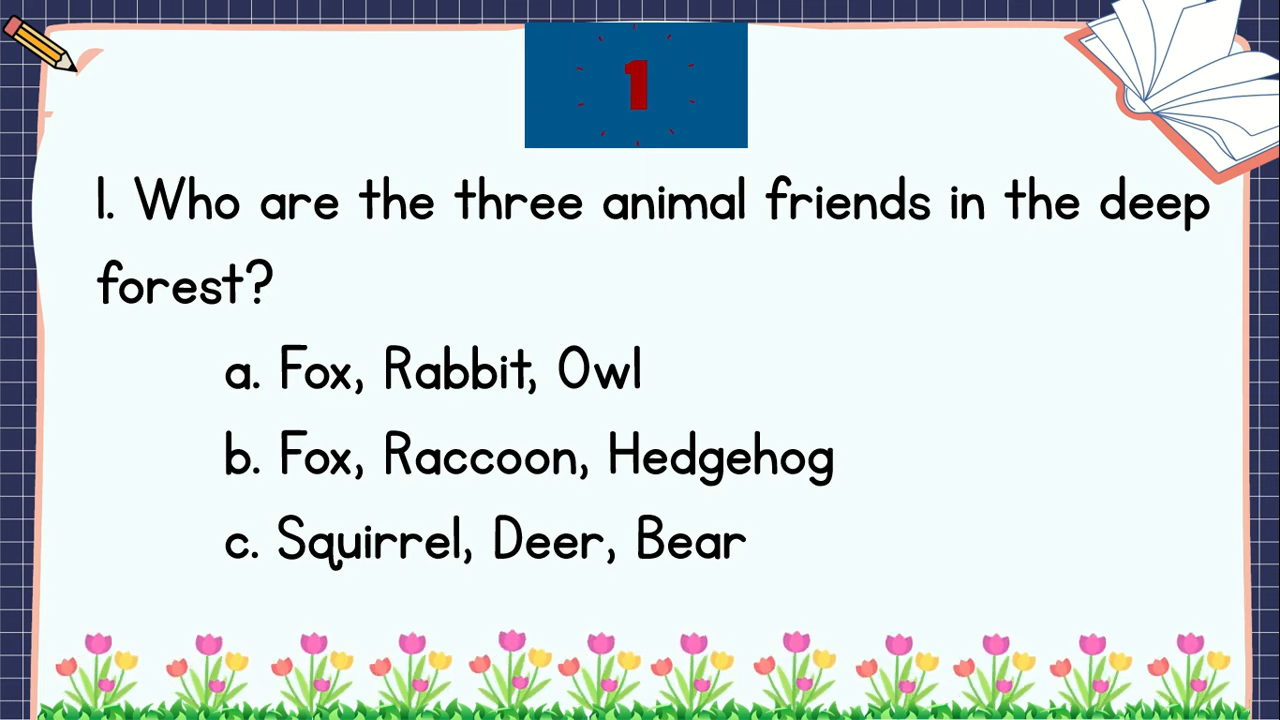 1
1. Who are the three animal friends in the deep
forest?
a. Fox, Rabbit, Owl
b. Fox, Raccoon, Hedgehog
c. Squirrel, Deer, Bear